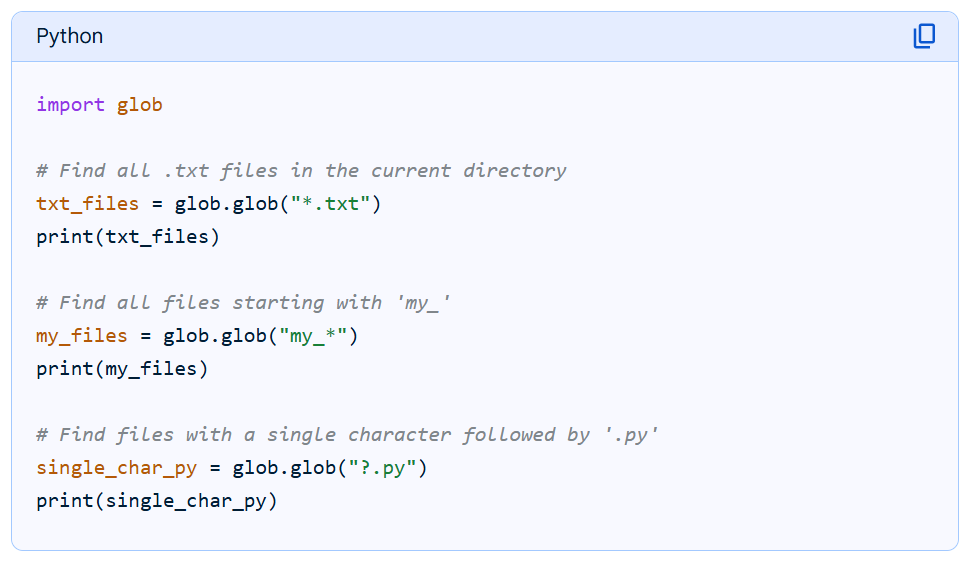 Python
import glob
# Find all .txt files in the current directory
txt_files = glob.glob("*.txt")
print(txt_files)
# Find all files starting with 'my_'
my_files = glob.glob("my_*")
print(my_files)
# Find files with a single character followed by '.py'
single_char_py = glob.glob("?.py")
print(single_char_py)